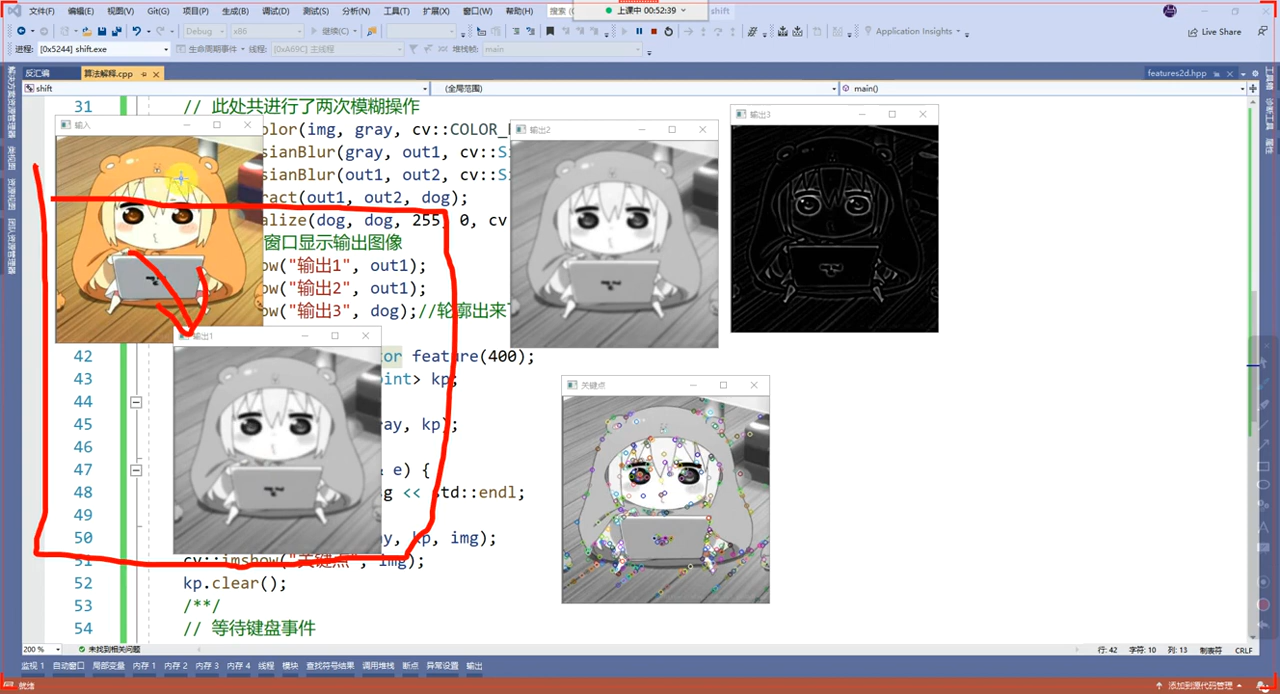 文件(F) 编辑(E) 视图(V) Git(G) 项目(P) 生成(B) 调试(D) 测试(S) 分析(N) 工具(T) 扩展(X) 窗口(W) 帮助(H) 搜索 上课中 00:52:39 shift
Debug x86 继续(C) Application Insights Live Share
进程: [0x5244] shift.exe 生命周期事件 线程: [0xA69C] 主线程 堆栈帧: main
反汇编 算法解释.cpp features2d.hpp
shift (全局范围) main()
31 // 此处共进行了两次模糊操作
输入
olor(img, gray, cv::COLOR_
sianBlur(gray, out1, cv::S
sianBlur(out1, out2, cv::S
ract(out1, out2, dog);
alize(dog, dog, 255, 0, cv
窗口显示输出图像
ow("输出1", out1);
ow("输出2", out1);
ow("输出3", dog);//轮廓出来
输出1
输出2
输出3
关键点
42 or feature(400);
43 int> kp;
44
45 ay, kp);
46
47 & e) {
48 g << std::endl;
49
50 y, kp, img);
51 cv::imshow("关键点", img);
52 kp.clear();
53 /**/
54 // 等待键盘事件
200 % 未找到相关问题 行: 42 字符: 10 列: 13 制表符 CRLF
监视 1 自动窗口 局部变量 内存 1 内存 2 内存 3 内存 4 线程 模块 查找符号结果 调用堆栈 断点 异常设置 输出
就绪 添加到源代码管理